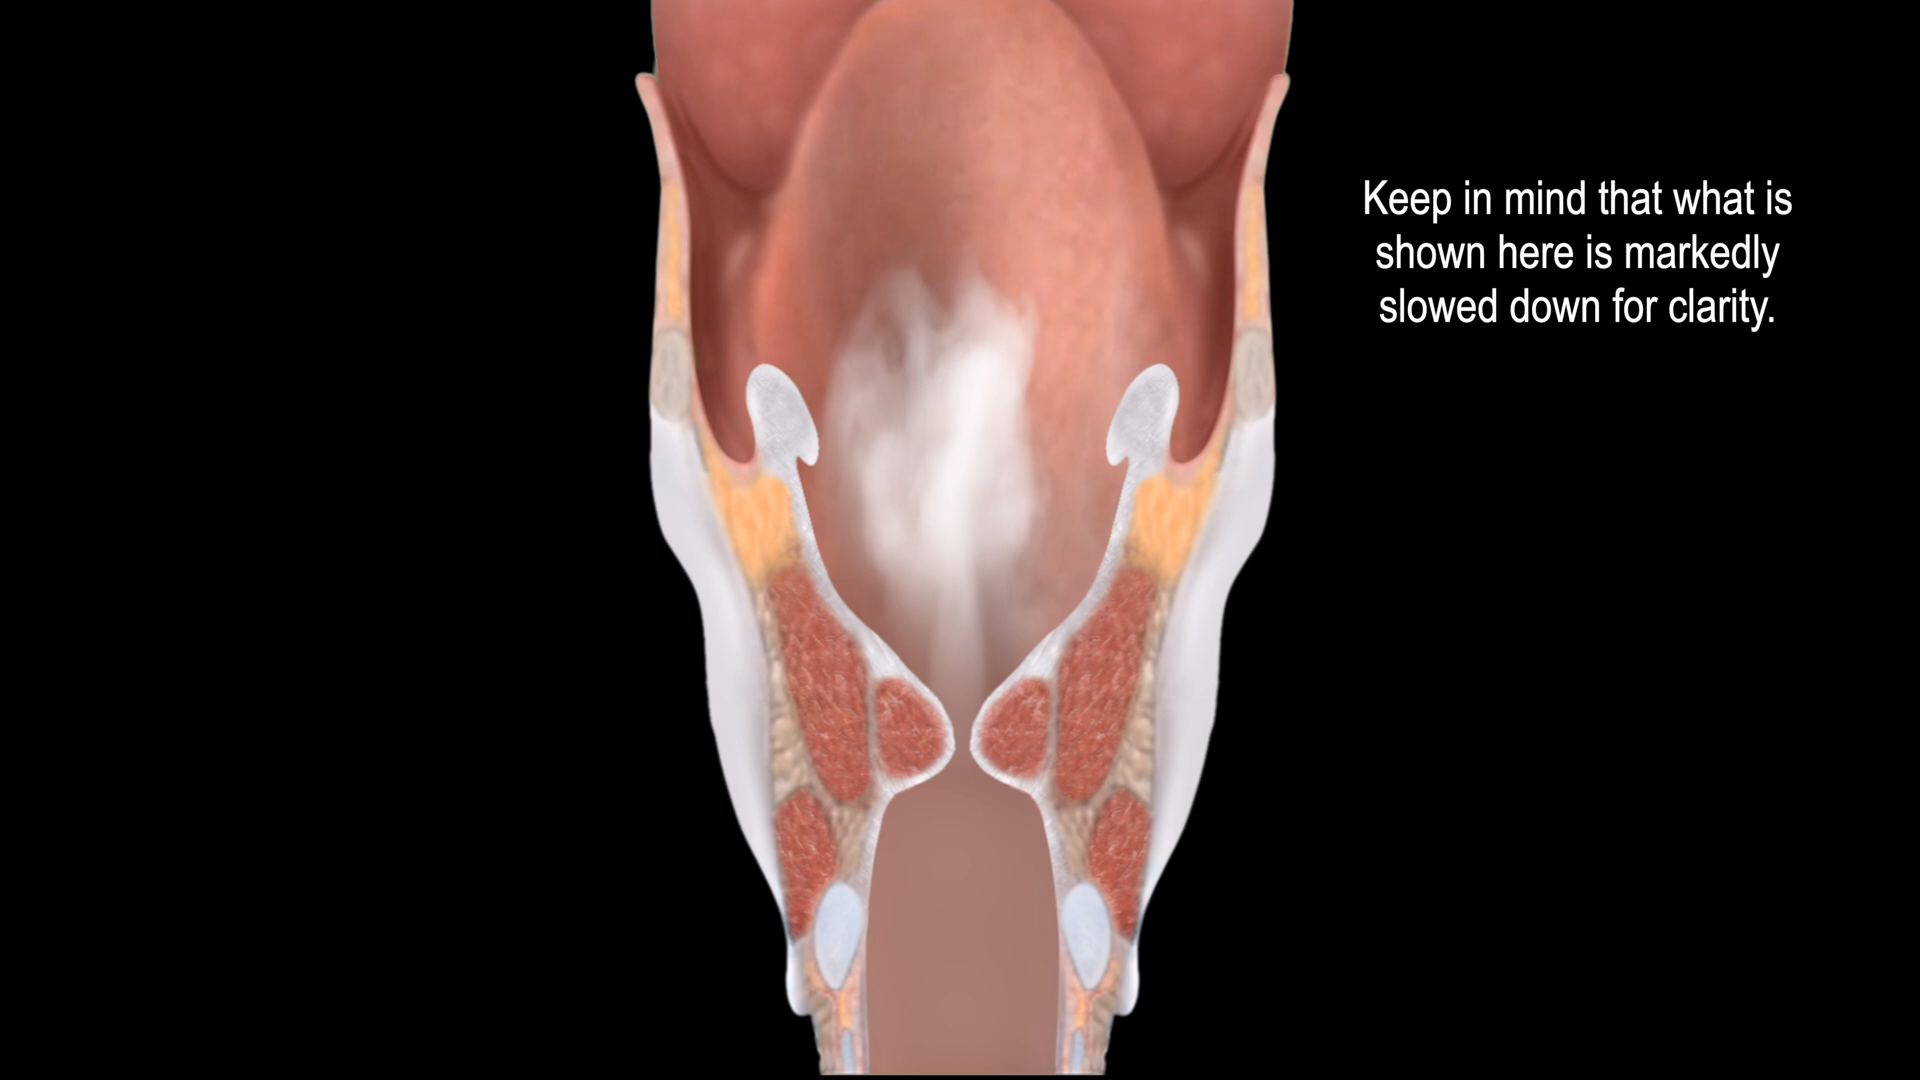 Keep in mind that what is
shown here is markedly
slowed down for clarity.